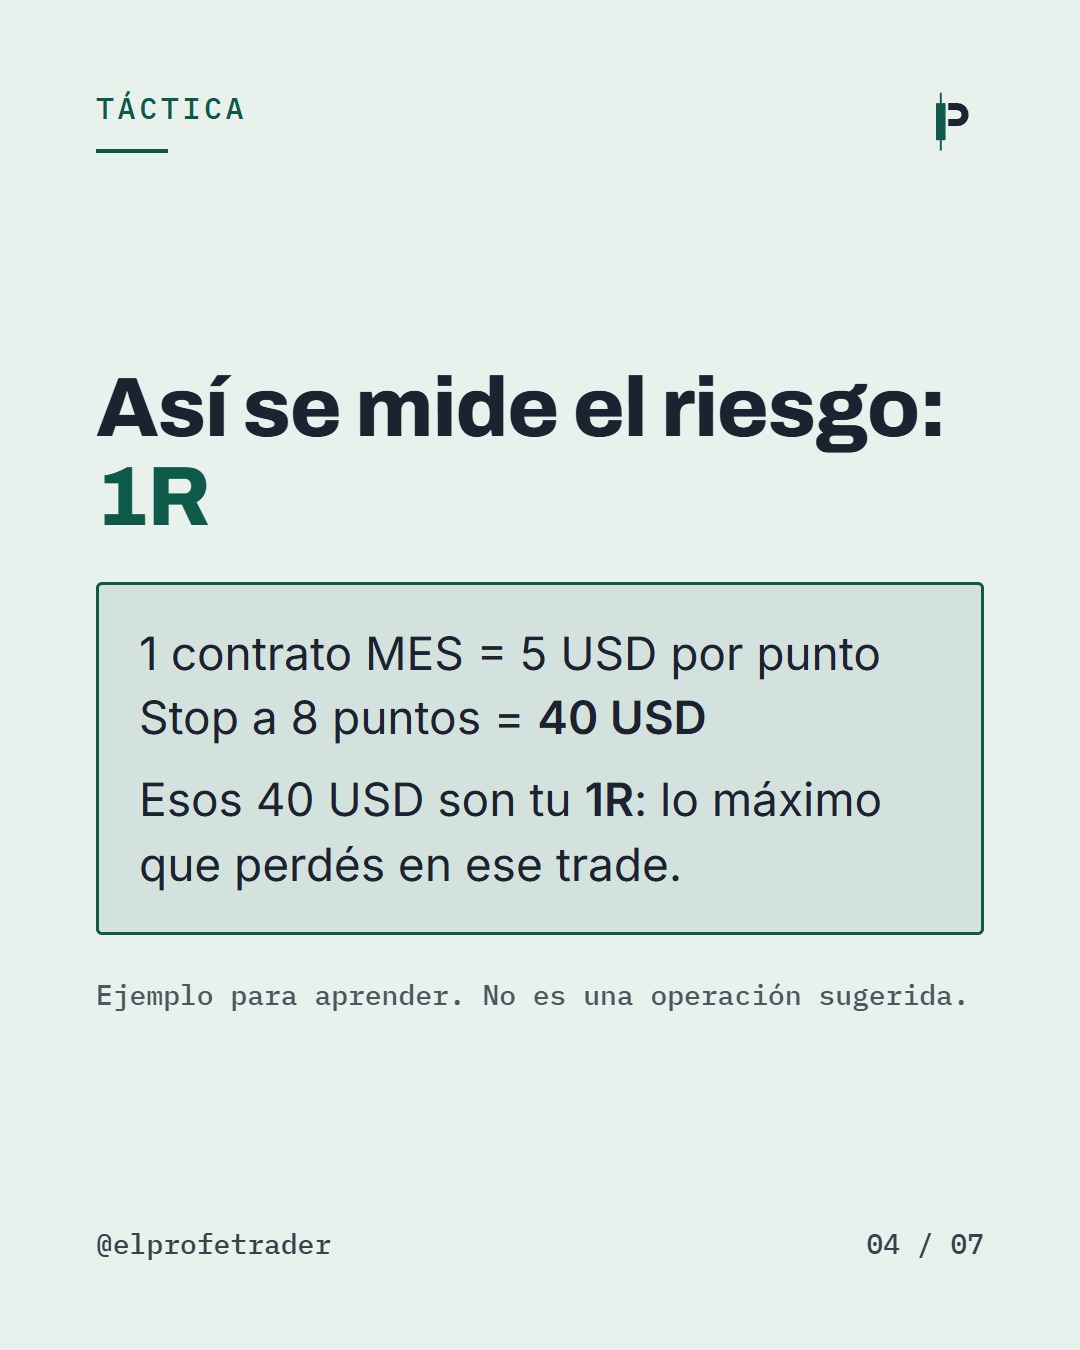 TÁCTICA
Así se mide el riesgo:
1R
1 contrato MES = 5 USD por punto
Stop a 8 puntos = 40 USD
Esos 40 USD son tu 1R: lo máximo
que perdés en ese trade.
Ejemplo para aprender. No es una operación sugerida.
@elprofetrader
04 / 07